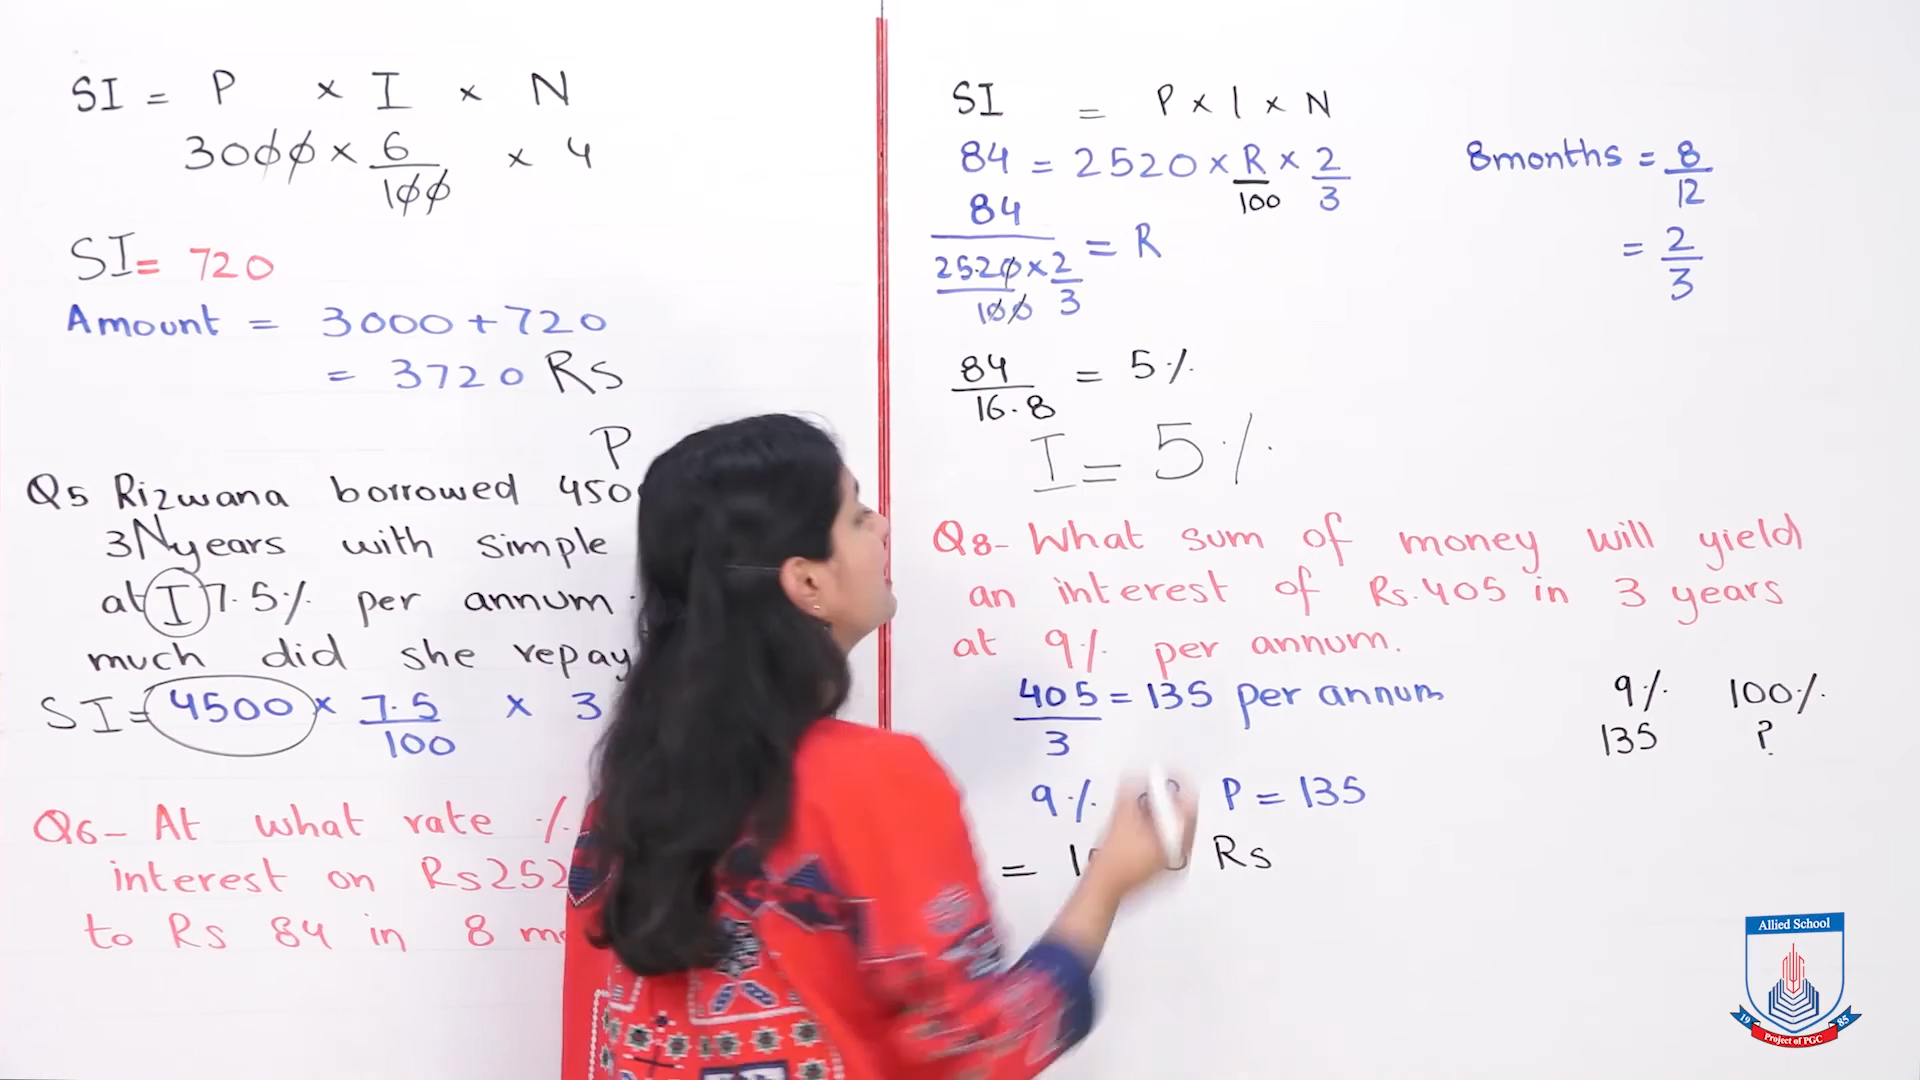 SI = P × I × N
3000 × 6/100 × 4
SI = 720
Amount = 3000 + 720
= 3720 Rs
P
Q5 Rizwana borrowed
3 N years with simple
at I 7.5% per annum
much did she repay
SI = 4500 × 7.5/100 × 3
Q6- At what rate %
interest on
to Rs 84 in 8
SI = P × I × N
84 = 2520 × R/100 × 2/3
84/(2520/100 × 2/3) = R
84/16.8 = 5%
I = 5%
8months = 8/12
= 2/3
Q8- What sum of money will yield
an interest of Rs.405 in 3 years
at 9% per annum.
405/3 = 135 per annum
9% P = 135
= Rs
9% 100%
135 ?
Allied School
19 85
Project of PGC